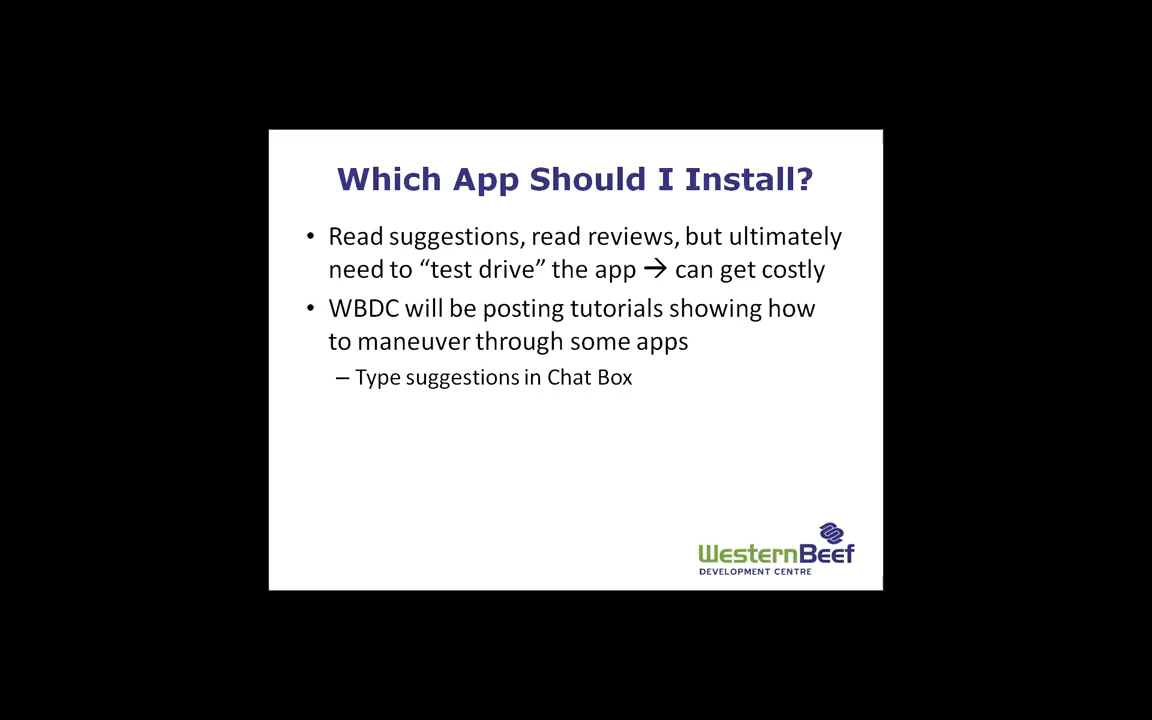 Which App Should I Install?
• Read suggestions, read reviews, but ultimately
need to “test drive” the app → can get costly
• WBDC will be posting tutorials showing how
to maneuver through some apps
– Type suggestions in Chat Box
WesternBeef
DEVELOPMENT CENTRE